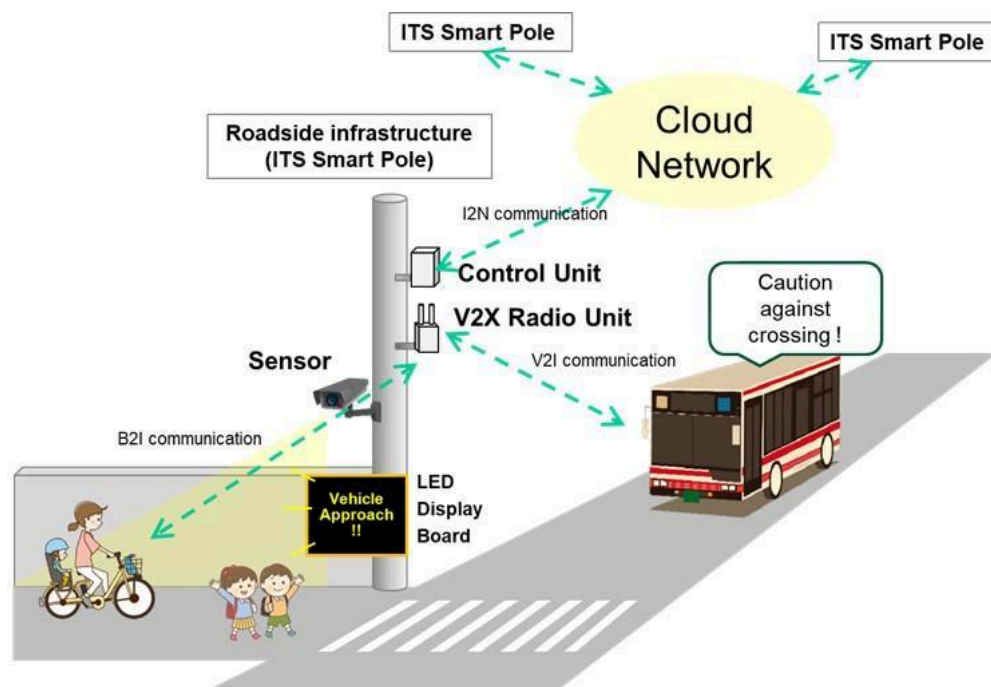 ITS Smart Pole
ITS Smart Pole
Cloud
Network
Roadside infrastructure
(ITS Smart Pole)
I2N communication
Control Unit
Caution
against
crossing !
V2X Radio Unit
V2I communication
Sensor
B2I communication
LED
Display
Board
Vehicle
Approach
!!